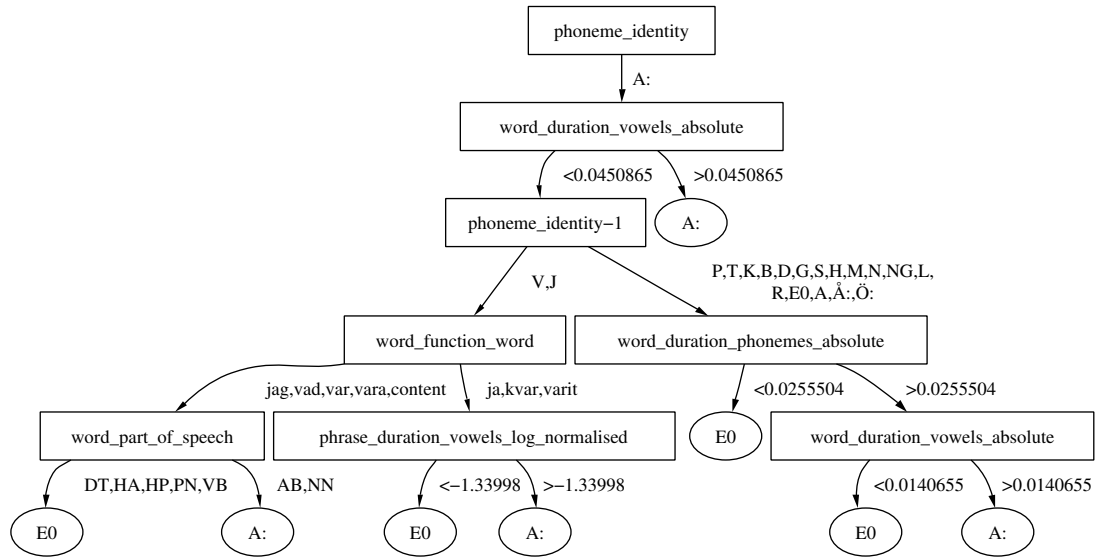 phoneme_identity
A:
word_duration_vowels_absolute
<0.0450865
>0.0450865
phoneme_identity−1
A:
V,J
P,T,K,B,D,G,S,H,M,N,NG,L,
R,E0,A,Å:,Ö:
word_function_word
word_duration_phonemes_absolute
jag,vad,var,vara,content
ja,kvar,varit
<0.0255504
>0.0255504
word_part_of_speech
phrase_duration_vowels_log_normalised
E0
word_duration_vowels_absolute
DT,HA,HP,PN,VB
AB,NN
<−1.33998
>−1.33998
<0.0140655
>0.0140655
E0
A:
E0
A:
E0
A: